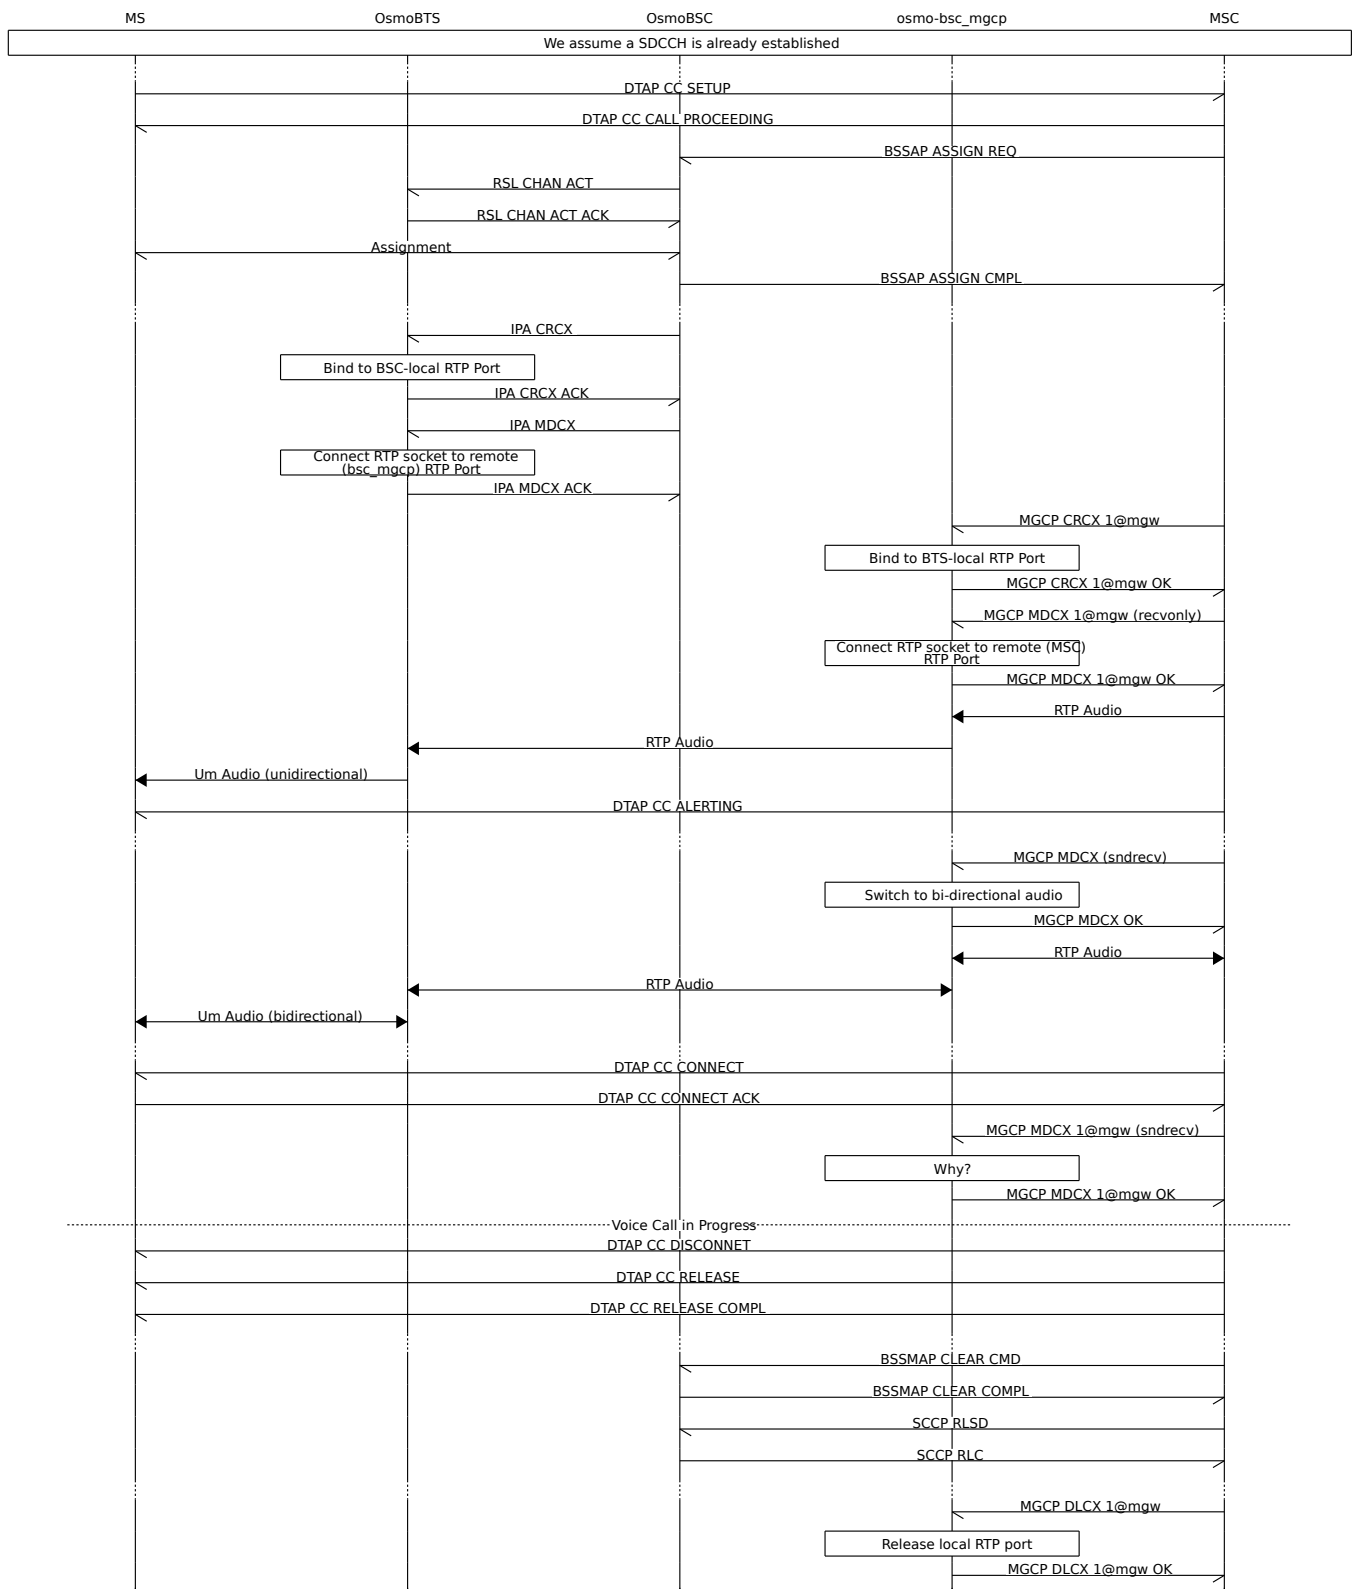 MS OsmoBTS OsmoBSC osmo-bsc_mgcp MSC
We assume a SDCCH is already established
DTAP CC SETUP
DTAP CC CALL PROCEEDING
BSSAP ASSIGN REQ
RSL CHAN ACT
RSL CHAN ACT ACK
Assignment
BSSAP ASSIGN CMPL
IPA CRCX
Bind to BSC-local RTP Port
IPA CRCX ACK
IPA MDCX
Connect RTP socket to remote
(bsc_mgcp) RTP Port
IPA MDCX ACK
MGCP CRCX 1@mgw
Bind to BTS-local RTP Port
MGCP CRCX 1@mgw OK
MGCP MDCX 1@mgw (recvonly)
Connect RTP socket to remote (MSC)
RTP Port
MGCP MDCX 1@mgw OK
RTP Audio
RTP Audio
Um Audio (unidirectional)
DTAP CC ALERTING
MGCP MDCX (sndrecv)
Switch to bi-directional audio
MGCP MDCX OK
RTP Audio
RTP Audio
Um Audio (bidirectional)
DTAP CC CONNECT
DTAP CC CONNECT ACK
MGCP MDCX 1@mgw (sndrecv)
Why?
MGCP MDCX 1@mgw OK
Voice Call in Progress
DTAP CC DISCONNET
DTAP CC RELEASE
DTAP CC RELEASE COMPL
BSSMAP CLEAR CMD
BSSMAP CLEAR COMPL
SCCP RLSD
SCCP RLC
MGCP DLCX 1@mgw
Release local RTP port
MGCP DLCX 1@mgw OK